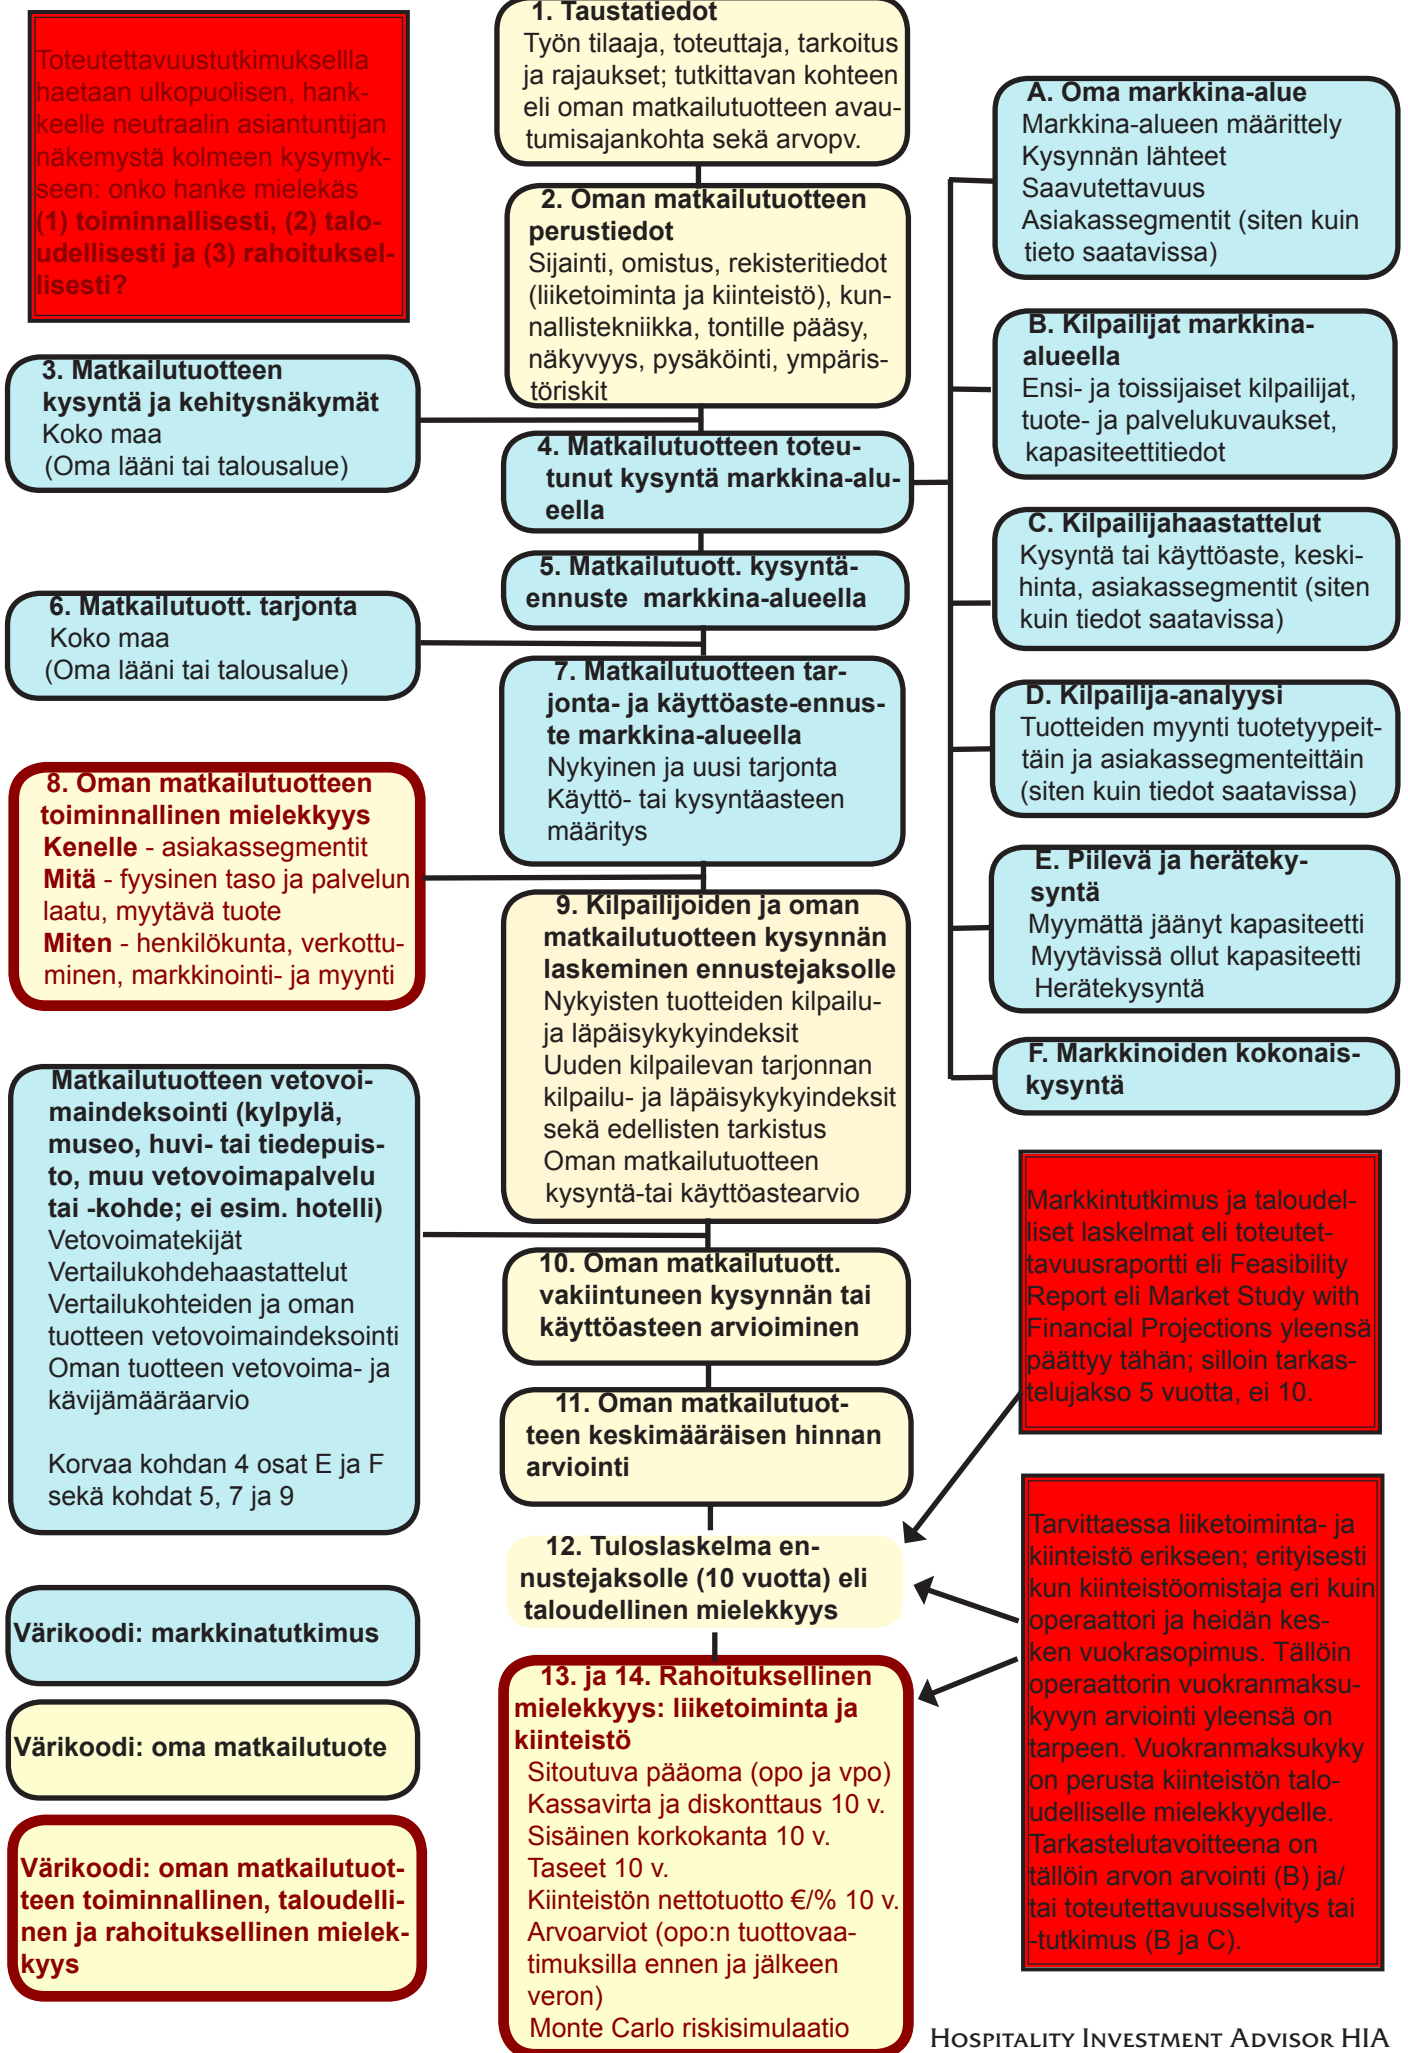 Toteutettavuustutkimuksellla
haetaan ulkopuolisen, hank-
keelle neutraalin asiantuntijan
näkemystä kolmeen kysymyk-
seen: onko hanke mielekäs
(1) toiminnallisesti, (2) talo-
udellisesti ja (3) rahoituksel-
lisesti?
1. Taustatiedot
Työn tilaaja, toteuttaja, tarkoitus
ja rajaukset; tutkittavan kohteen
eli oman matkailutuotteen avau-
tumisajankohta sekä arvopv.
2. Oman matkailutuotteen
perustiedot
Sijainti, omistus, rekisteritiedot
(liiketoiminta ja kiinteistö), kun-
nallistekniikka, tontille pääsy,
näkyvyys, pysäköinti, ympäris-
töriskit
3. Matkailutuotteen
kysyntä ja kehitysnäkymät
Koko maa
(Oma lääni tai talousalue)
4. Matkailutuotteen toteu-
tunut kysyntä markkina-alu-
eella
A. Oma markkina-alue
Markkina-alueen määrittely
Kysynnän lähteet
Saavutettavuus
Asiakassegmentit (siten kuin
tieto saatavissa)
B. Kilpailijat markkina-
alueella
Ensi- ja toissijaiset kilpailijat,
tuote- ja palvelukuvaukset,
kapasiteettitiedot
C. Kilpailijahaastattelut
Kysyntä tai käyttöaste, keski-
hinta, asiakassegmentit (siten
kuin tiedot saatavissa)
D. Kilpailija-analyysi
Tuotteiden myynti tuotetyypeit-
täin ja asiakassegmenteittäin
(siten kuin tiedot saatavissa)
E. Piilevä ja heräteky-
syntä
Myymättä jäänyt kapasiteetti
Myytävissä ollut kapasiteetti
Herätekysyntä
F. Markkinoiden kokonais-
kysyntä
5. Matkailutuott. kysyntä-
ennuste markkina-alueella
6. Matkailutuott. tarjonta
Koko maa
(Oma lääni tai talousalue)
7. Matkailutuotteen tar-
jonta- ja käyttöaste-ennus-
te markkina-alueella
Nykyinen ja uusi tarjonta
Käyttö- tai kysyntäasteen
määritys
8. Oman matkailutuotteen
toiminnallinen mielekkyys
Kenelle - asiakassegmentit
Mitä - fyysinen taso ja palvelun
laatu, myytävä tuote
Miten - henkilökunta, verkottu-
minen, markkinointi- ja myynti
9. Kilpailijoiden ja oman
matkailutuotteen kysynnän
laskeminen ennustejaksolle
Nykyisten tuotteiden kilpailu-
ja läpäisykykyindeksit
Uuden kilpailevan tarjonnan
kilpailu- ja läpäisykykyindeksit
sekä edellisten tarkistus
Oman matkailutuotteen
kysyntä-tai käyttöastearvio
Matkailutuotteen vetovoi-
maindeksointi (kylpylä,
museo, huvi- tai tiedepuis-
to, muu vetovoimapalvelu
tai -kohde; ei esim. hotelli)
Vetovoimatekijät
Vertailukohdehaastattelut
Vertailukohteiden ja oman
tuotteen vetovoimaindeksointi
Oman tuotteen vetovoima- ja
kävijämääräarvio
Korvaa kohdan 4 osat E ja F
sekä kohdat 5, 7 ja 9
10. Oman matkailutuott.
vakiintuneen kysynnän tai
käyttöasteen arvioiminen
11. Oman matkailutuot-
teen keskimääräisen hinnan
arviointi
12. Tuloslaskelma en-
nustejaksolle (10 vuotta) eli
taloudellinen mielekkyys
13. ja 14. Rahoituksellinen
mielekkyys: liiketoiminta ja
kiinteistö
Sitoutuva pääoma (opo ja vpo)
Kassavirta ja diskonttaus 10 v.
Sisäinen korkokanta 10 v.
Taseet 10 v.
Kiinteistön nettotuotto €/% 10 v.
Arvoarviot (opo:n tuottovaa-
timuksilla ennen ja jälkeen
veron)
Monte Carlo riskisimulaatio
Markkintutkimus ja taloudel-
liset laskelmat eli toteutet-
tavuusraportti eli Feasibility
Report eli Market Study with
Financial Projections yleensä
päättyy tähän; silloin tarkas-
telujakso 5 vuotta, ei 10.
Tarvittaessa liiketoiminta- ja
kiinteistö erikseen; erityisesti
kun kiinteistöomistaja eri kuin
operaattori ja heidän kes-
ken vuokrasopimus. Tällöin
operaattorin vuokranmaksu-
kyvyn arviointi yleensä on
tarpeen. Vuokranmaksukyky
on perusta kiinteistön talo-
udelliselle mielekkyydelle.
Tarkastelutavoitteena on
tällöin arvon arvointi (B) ja/
tai toteutettavuusselvitys tai
-tutkimus (B ja C).
Värikoodi: markkinatutkimus
Värikoodi: oma matkailutuote
Värikoodi: oman matkailutuot-
teen toiminnallinen, taloudelli-
nen ja rahoituksellinen mielek-
kyys
HOSPITALITY INVESTMENT ADVISOR HIA